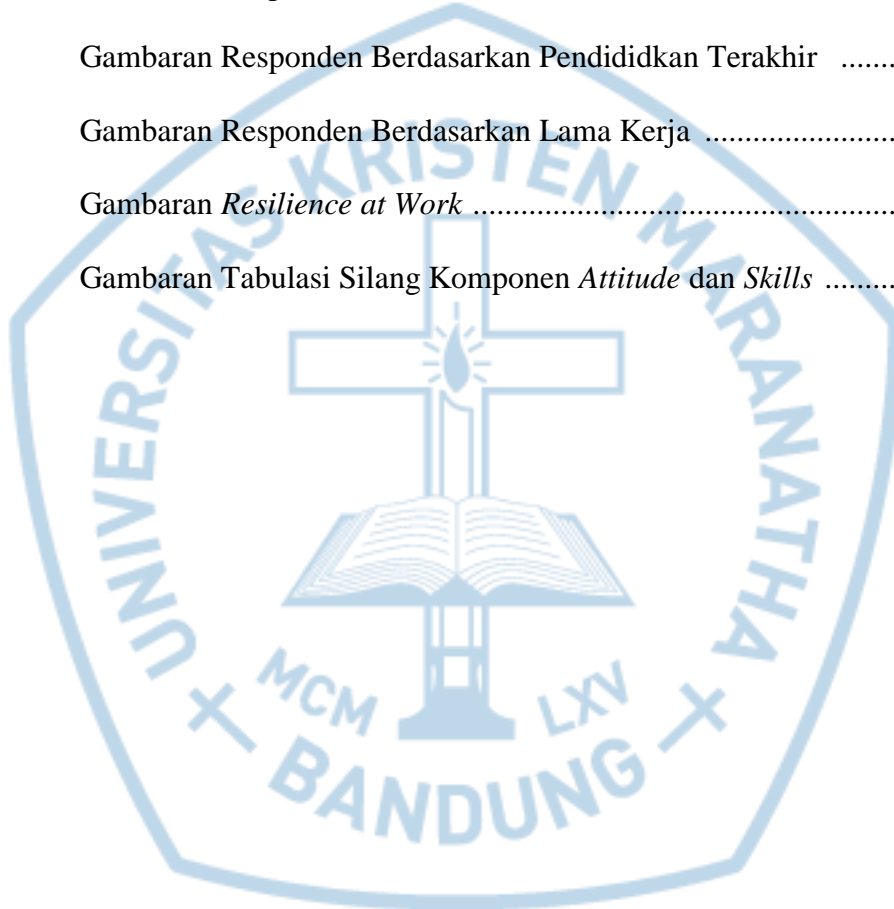 Gambaran Responden Berdasarkan Pendididkan Terakhir .......
Gambaran Responden Berdasarkan Lama Kerja ........................
Gambaran Resilience at Work .....................................................
Gambaran Tabulasi Silang Komponen Attitude dan Skills .........
UNIVERSITAS KRISTEN MARANATHA
MCM LXV
BANDUNG